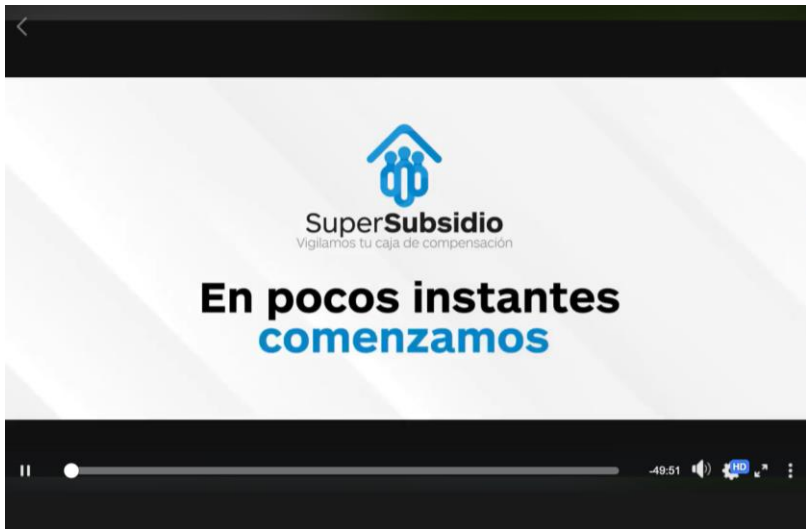 SuperSubsidio
Vigilamos tu caja de compensación
En pocos instantes
comenzamos
-49:51
HD